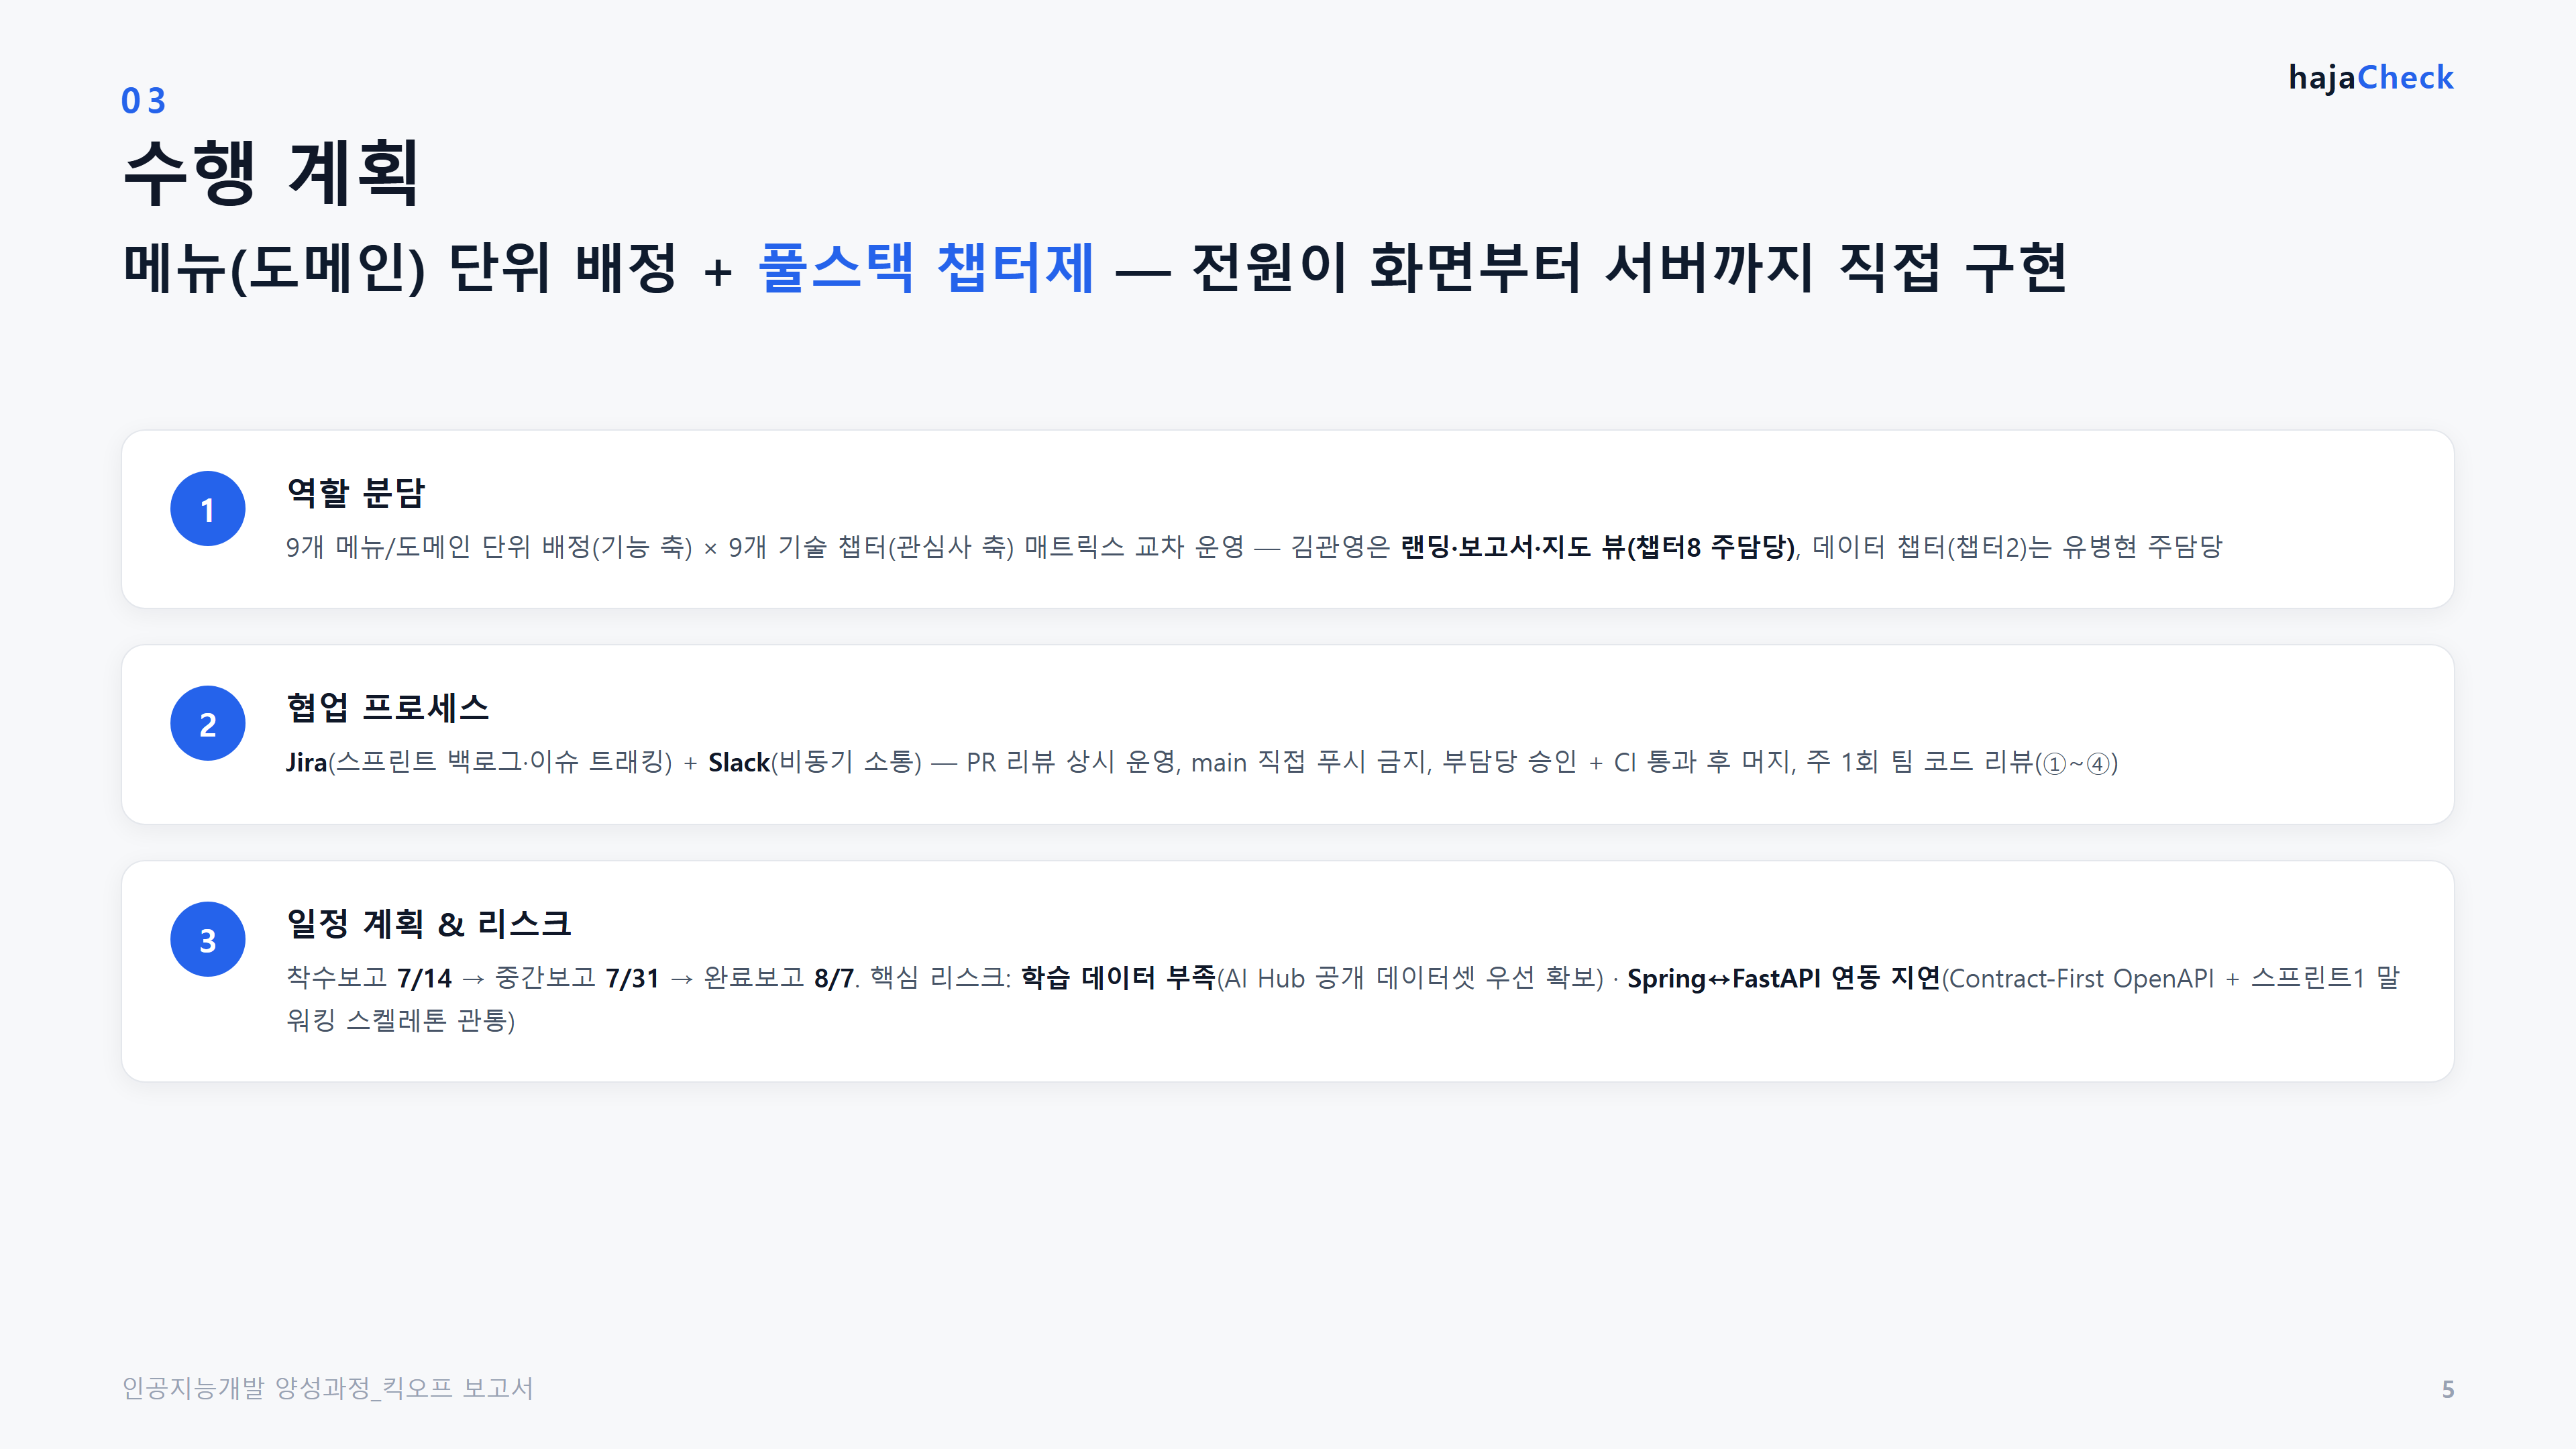 hajaCheck
03
수행 계획
메뉴(도메인) 단위 배정 + 풀스택 챕터제 — 전원이 화면부터 서버까지 직접 구현
1
역할 분담
9개 메뉴/도메인 단위 배정(기능 축) × 9개 기술 챕터(관심사 축) 매트릭스 교차 운영 — 김관영은 랜딩·보고서·지도 뷰(챕터8 주담당), 데이터 챕터(챕터2)는 유병현 주담당
2
협업 프로세스
Jira(스프린트 백로그·이슈 트래킹) + Slack(비동기 소통) — PR 리뷰 상시 운영, main 직접 푸시 금지, 부담당 승인 + CI 통과 후 머지, 주 1회 팀 코드 리뷰(①~④)
3
일정 계획 & 리스크
착수보고 7/14 → 중간보고 7/31 → 완료보고 8/7. 핵심 리스크: 학습 데이터 부족(AI Hub 공개 데이터셋 우선 확보) · Spring↔FastAPI 연동 지연(Contract-First OpenAPI + 스프린트1 말
워킹 스켈레톤 관통)
인공지능개발 양성과정_킥오프 보고서
5